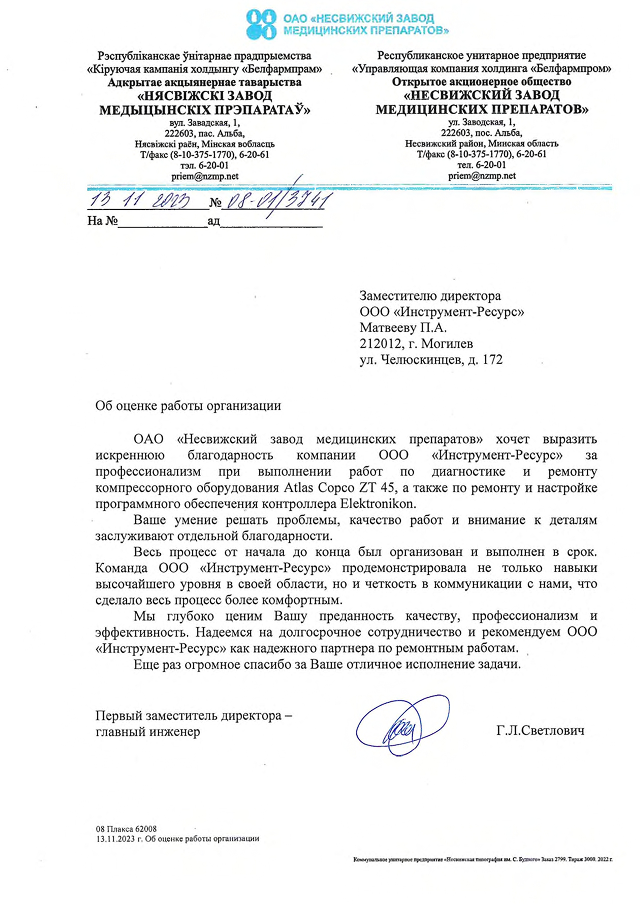 ОАО «НЕСВИЖСКИЙ ЗАВОД
МЕДИЦИНСКИХ ПРЕПАРАТОВ»
Рэспубліканскае ўнітарнае прадпрыемства
«Кіруючая кампанія холдынгу «Белфармпрам»
Адкрытае акцыянернае таварыства
«НЯСВІЖСКІ ЗАВОД
МЕДЫЦЫНСКІХ ПРЭПАРАТАЎ»
вул. Завадская, 1,
222603, пас. Альба,
Нясвіжскі раён, Мінская вобласць
Т/факс (8-10-375-1770), 6-20-61
тэл. 6-20-01
priem@nzmp.net
Республиканское унитарное предприятие
«Управляющая компания холдинга «Белфармпром»
Открытое акционерное общество
«НЕСВИЖСКИЙ ЗАВОД
МЕДИЦИНСКИХ ПРЕПАРАТОВ»
ул. Заводская, 1,
222603, пос. Альба,
Несвижский район, Минская область
Т/факс (8-10-375-1770), 6-20-61
тел. 6-20-01
priem@nzmp.net
13 11 2023 № 08-01/3741
На №______________ад________________
Заместителю директора
ООО «Инструмент-Ресурс»
Матвееву П.А.
212012, г. Могилев
ул. Челюскинцев, д. 172
Об оценке работы организации
ОАО «Несвижский завод медицинских препаратов» хочет выразить
искреннюю благодарность компании ООО «Инструмент-Ресурс» за
профессионализм при выполнении работ по диагностике и ремонту
компрессорного оборудования Atlas Copco ZT 45, а также по ремонту и настройке
программного обеспечения контроллера Elektronikon.
Ваше умение решать проблемы, качество работ и внимание к деталям
заслуживают отдельной благодарности.
Весь процесс от начала до конца был организован и выполнен в срок.
Команда ООО «Инструмент-Ресурс» продемонстрировала не только навыки
высочайшего уровня в своей области, но и четкость в коммуникации с нами, что
сделало весь процесс более комфортным.
Мы глубоко ценим Вашу преданность качеству, профессионализм и
эффективность. Надеемся на долгосрочное сотрудничество и рекомендуем ООО
«Инструмент-Ресурс» как надежного партнера по ремонтным работам.
Еще раз огромное спасибо за Ваше отличное исполнение задачи.
Первый заместитель директора –
главный инженер
Г.Л.Светлович
08 Плакса 62008
13.11.2023 г. Об оценке работы организации
Коммунальное унитарное предприятие «Несвижская типография им. С. Будного» Заказ 2799. Тираж 3000. 2022 г.